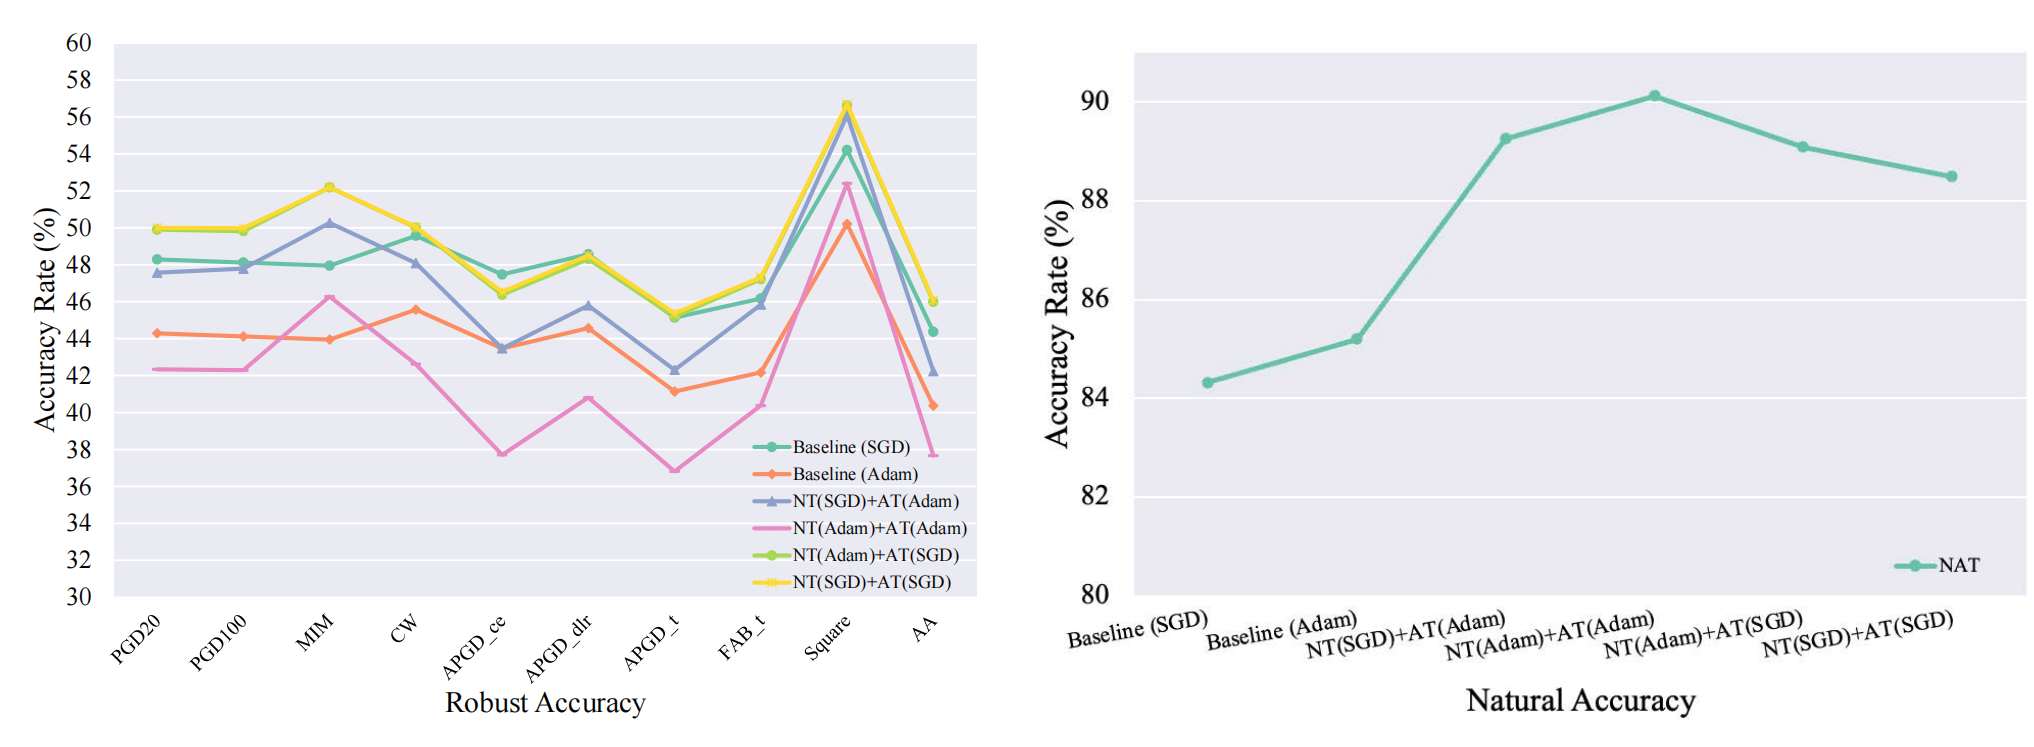 60
58
56
54
52
50
48
46
44
42
40
38
36
34
32
30
Accuracy Rate (%)
Baseline (SGD)
Baseline (Adam)
NT(SGD)+AT(Adam)
NT(Adam)+AT(Adam)
NT(Adam)+AT(SGD)
NT(SGD)+AT(SGD)
PGD20
PGD100
MIM
CW
APGD_ce
APGD_dlr
APGD_t
FAB_t
Square
AA
Robust Accuracy
90
88
86
84
82
80
Accuracy Rate (%)
NAT
Baseline (SGD)
Baseline (Adam)
NT(SGD)+AT(Adam)
NT(Adam)+AT(Adam)
NT(Adam)+AT(SGD)
NT(SGD)+AT(SGD)
Natural Accuracy